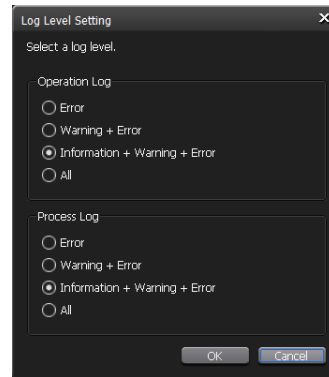 Log Level Setting
Select a log level.
Operation Log
Error
Warning + Error
Information + Warning + Error
All
Process Log
Error
Warning + Error
Information + Warning + Error
All
OK Cancel